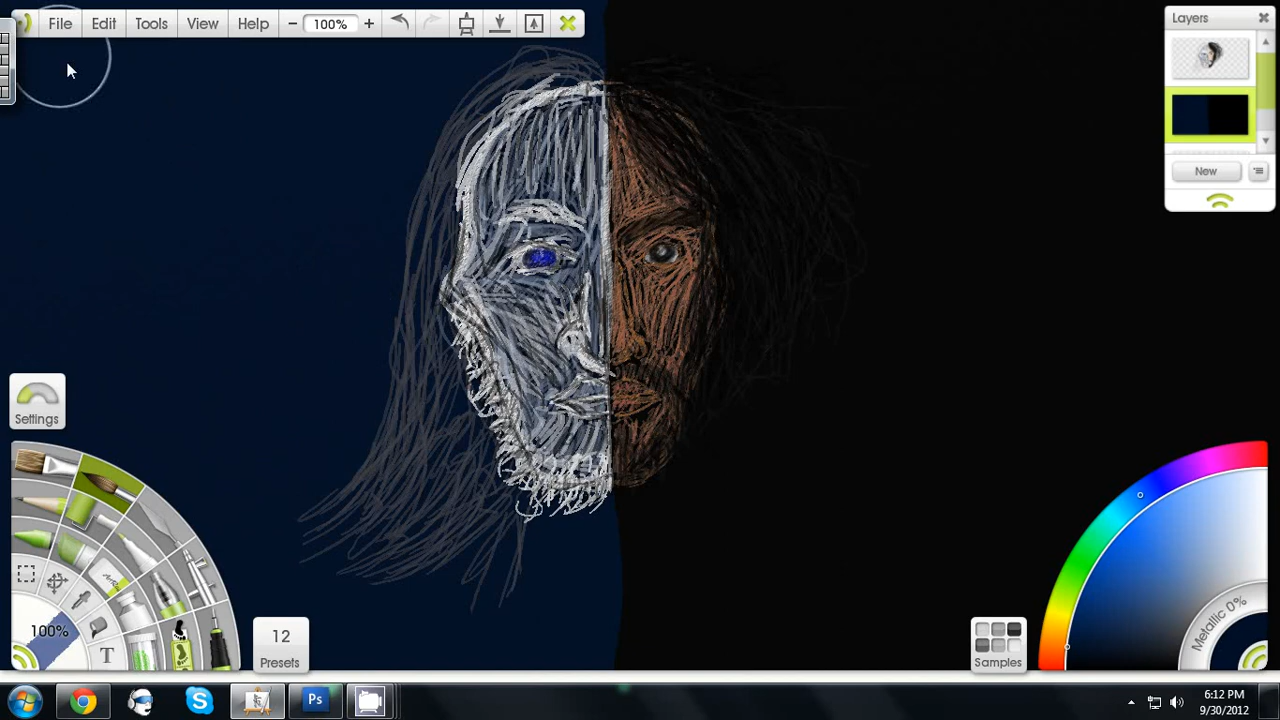 File Edit Tools View Help 100%
Layers
New
Settings
100%
T
12
Presets
Samples
Metallic 0%
Ps
6:12 PM
9/30/2012